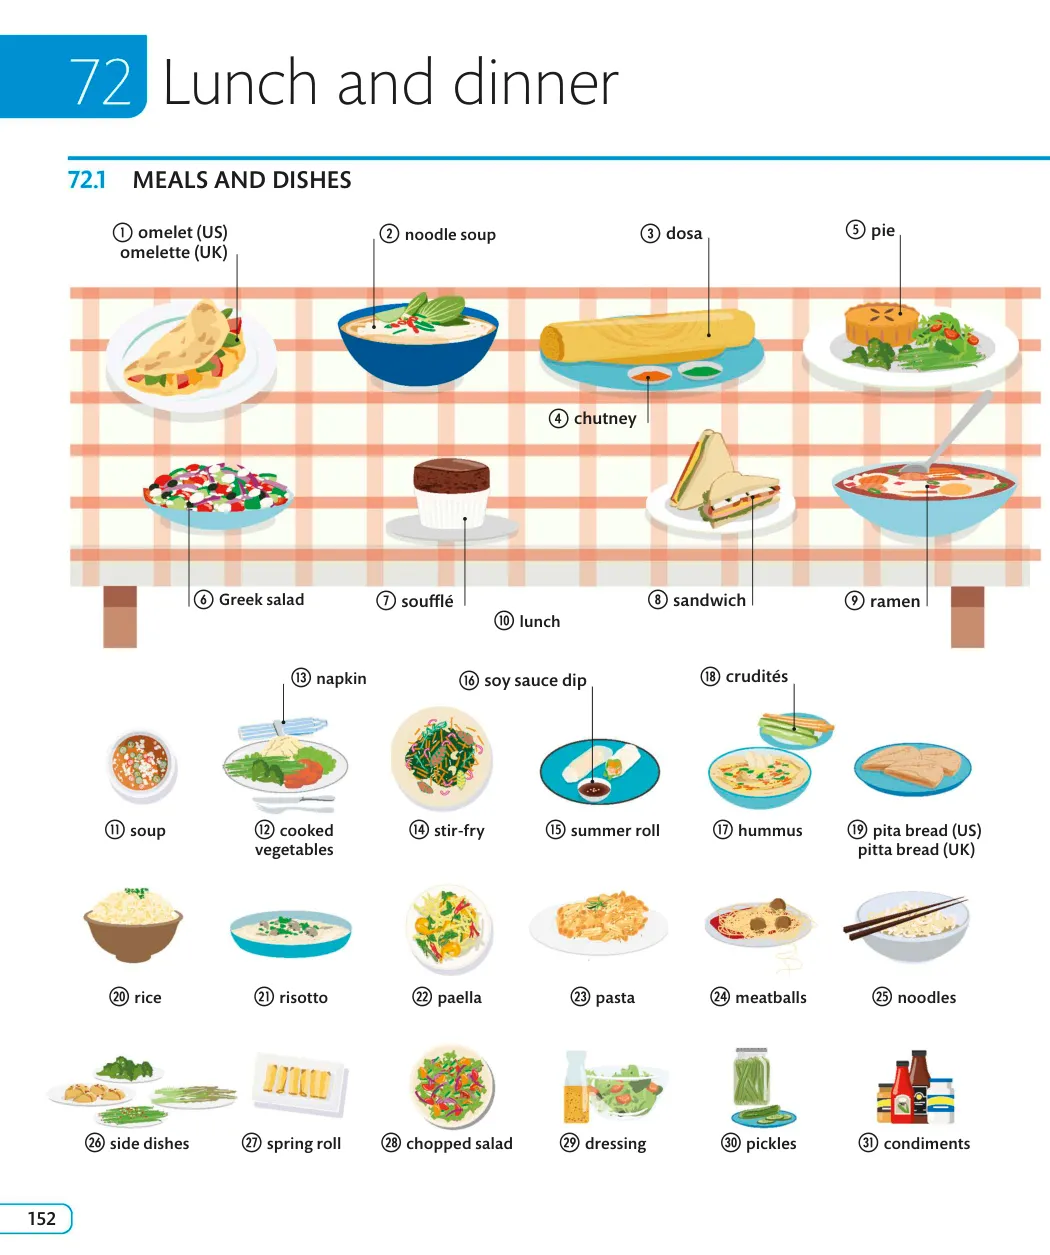 72 Lunch and dinner
72.1 MEALS AND DISHES
① omelet (US)
omelette (UK)
② noodle soup
③ dosa
⑤ pie
④ chutney
⑥ Greek salad
⑦ soufflé
⑧ sandwich
⑨ ramen
⑩ lunch
⑬ napkin
⑯ soy sauce dip
⑱ crudités
⑪ soup
⑫ cooked
vegetables
⑭ stir-fry
⑮ summer roll
⑰ hummus
⑲ pita bread (US)
pitta bread (UK)
⑳ rice
㉑ risotto
㉒ paella
㉓ pasta
㉔ meatballs
㉕ noodles
㉖ side dishes
㉗ spring roll
㉘ chopped salad
㉙ dressing
㉚ pickles
㉛ condiments
152